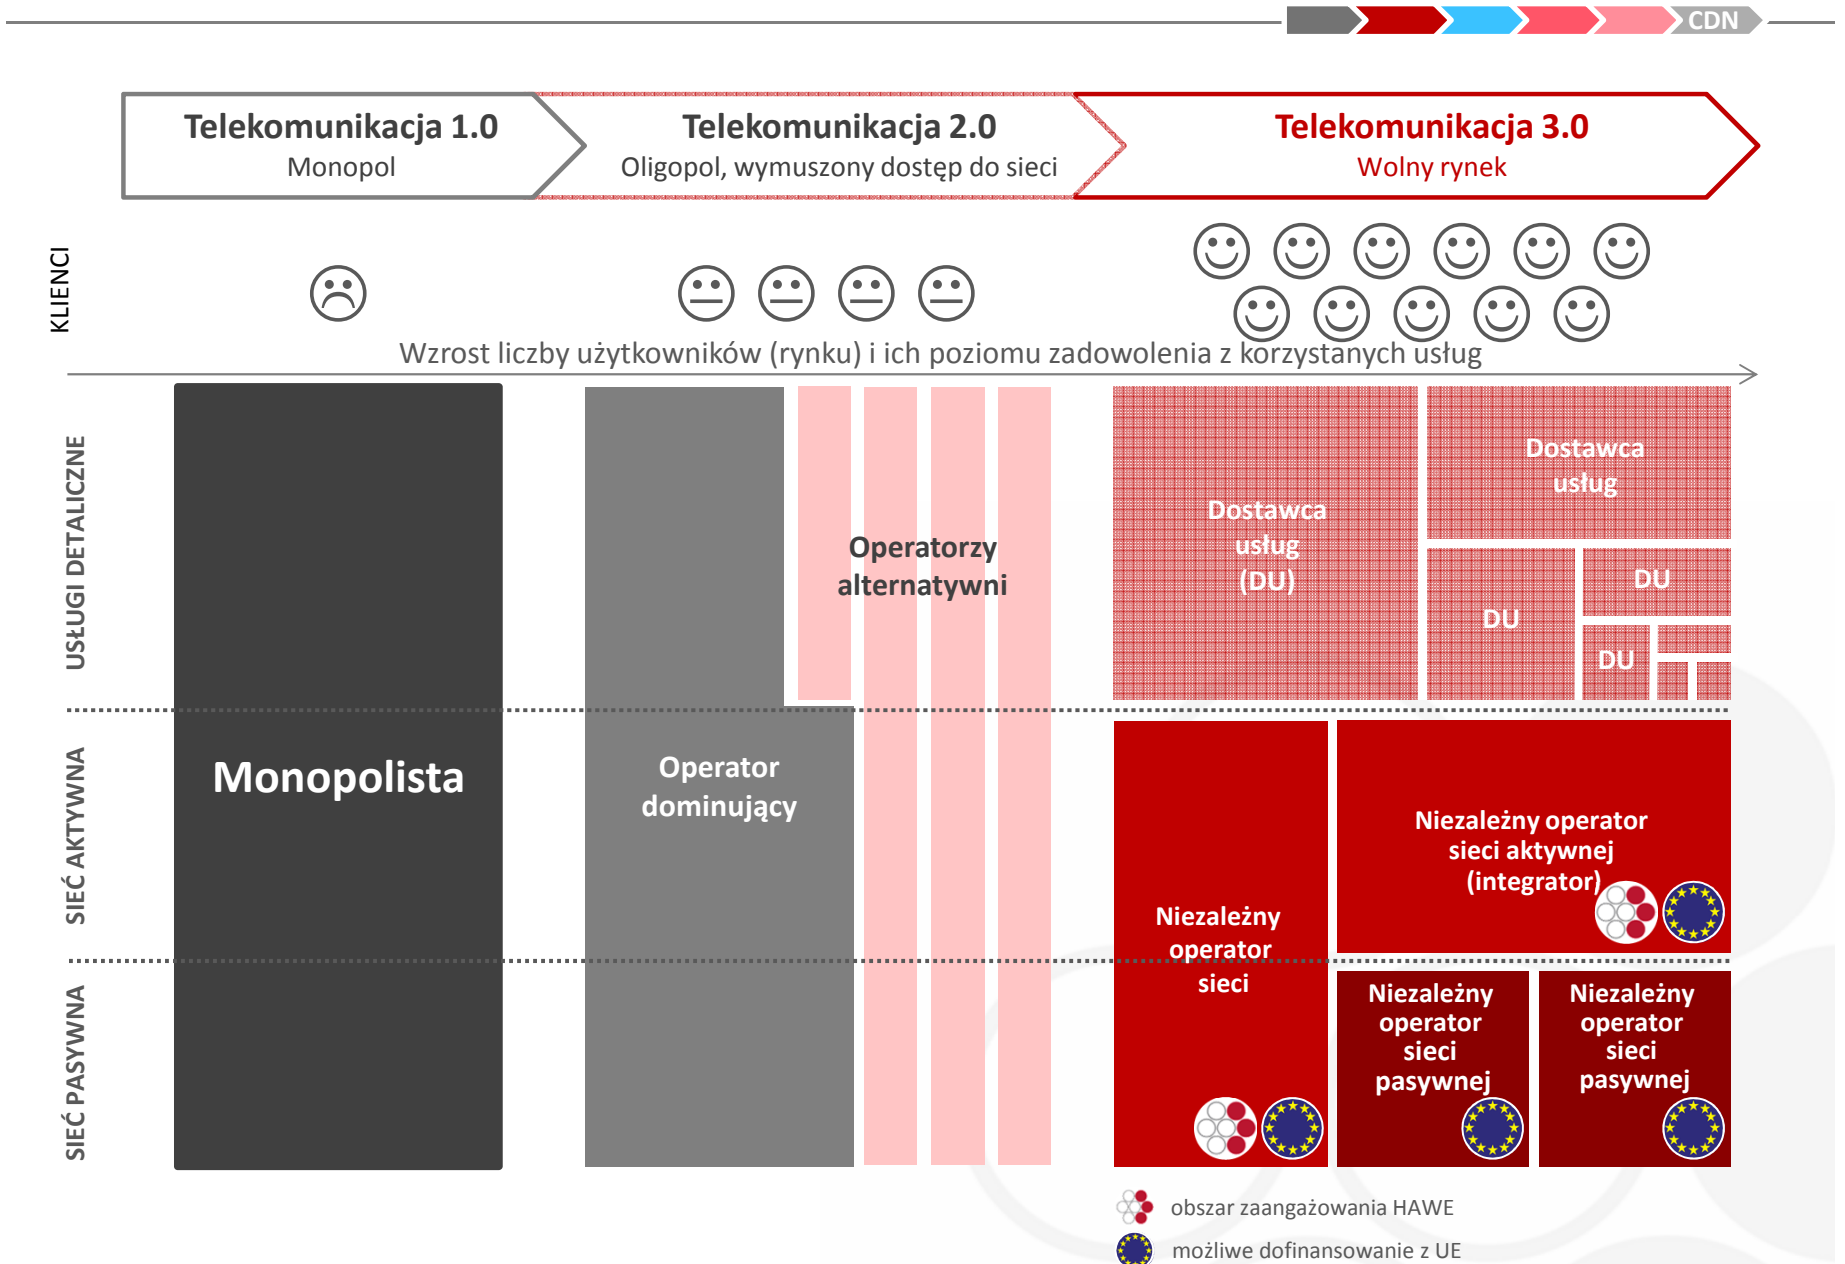 CDN
Telekomunikacja 1.0
Monopol
Telekomunikacja 2.0
Oligopol, wymuszony dostęp do sieci
Telekomunikacja 3.0
Wolny rynek
KLIENCI
Wzrost liczby użytkowników (rynku) i ich poziomu zadowolenia z korzystanych usług
USŁUGI DETALICZNE
Operatorzy
alternatywni
Dostawca
usług
(DU)
Dostawca
usług
DU
DU
DU
SIEĆ AKTYWNA
Monopolista
Operator
dominujący
Niezależny
operator
sieci
Niezależny operator
sieci aktywnej
(integrator)
SIEĆ PASYWNA
Niezależny
operator
sieci
pasywnej
Niezależny
operator
sieci
pasywnej
obszar zaangażowania HAWE
możliwe dofinansowanie z UE